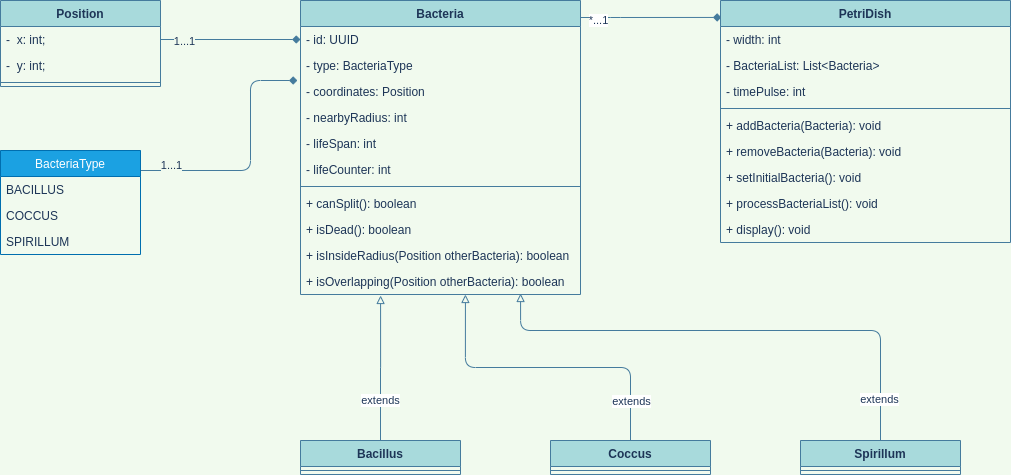 Position
- x: int;
- y: int;
1...1
BacteriaType
BACILLUS
COCCUS
SPIRILLUM
1...1
Bacteria
- id: UUID
- type: BacteriaType
- coordinates: Position
- nearbyRadius: int
- lifeSpan: int
- lifeCounter: int
+ canSplit(): boolean
+ isDead(): boolean
+ isInsideRadius(Position otherBacteria): boolean
+ isOverlapping(Position otherBacteria): boolean
*...1
PetriDish
- width: int
- BacteriaList: List<Bacteria>
- timePulse: int
+ addBacteria(Bacteria): void
+ removeBacteria(Bacteria): void
+ setInitialBacteria(): void
+ processBacteriaList(): void
+ display(): void
extends
extends
extends
Bacillus
Coccus
Spirillum